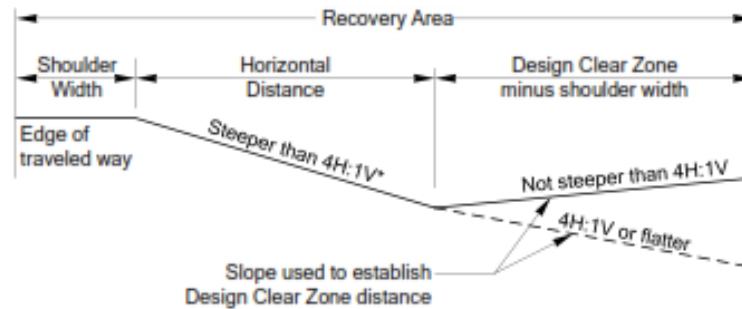 Recovery Area
Shoulder
Width
Horizontal
Distance
Design Clear Zone
minus shoulder width
Edge of
traveled way
Steeper than 4H:1V*
Not steeper than 4H:1V
4H:1V or flatter
Slope used to establish
Design Clear Zone distance